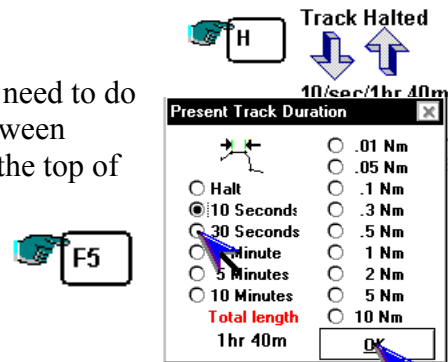 H
Track Halted
10/sec/1hr 40m
need to do
ween
the top of
F5
Present Track Duration
Halt
10 Seconds
30 Seconds
Minute
5 Minutes
10 Minutes
Total length
1hr 40m
.01 Nm
.05 Nm
.1 Nm
.3 Nm
.5 Nm
1 Nm
2 Nm
5 Nm
10 Nm
OK